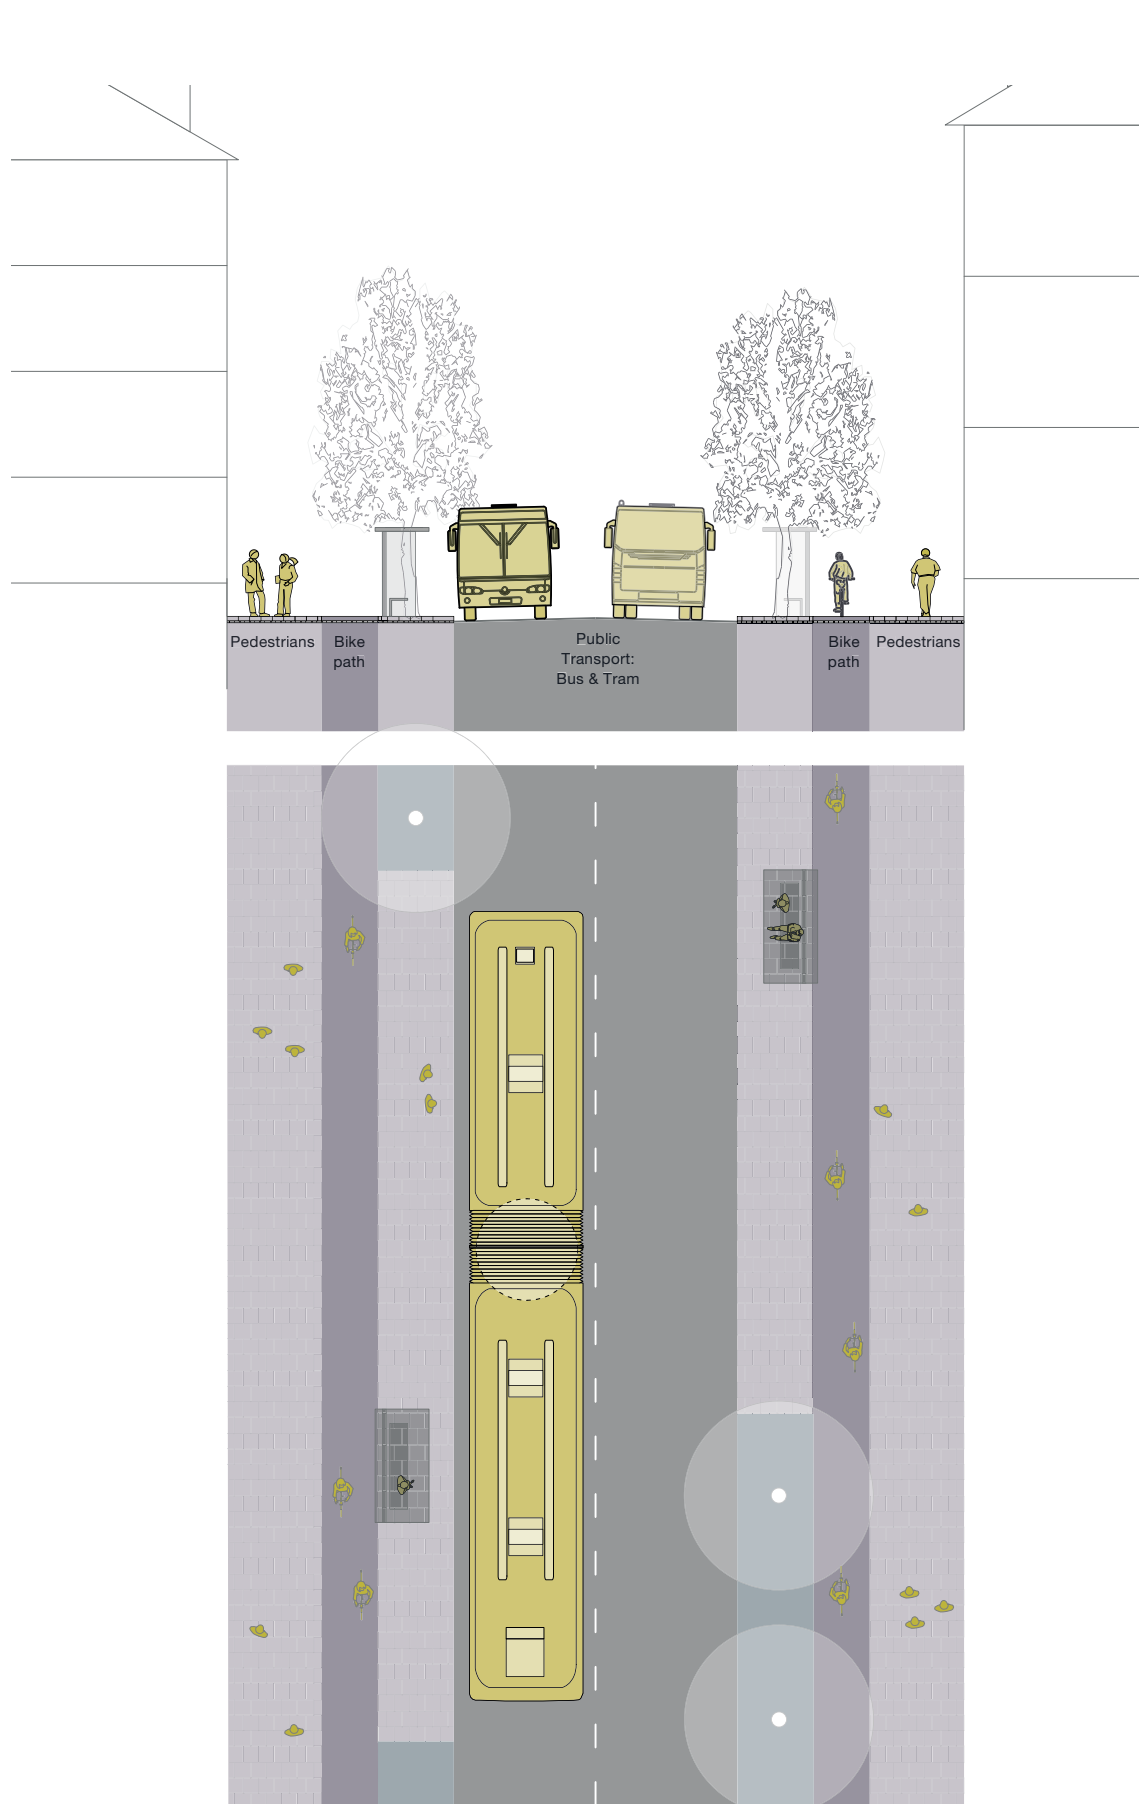 Pedestrians
Bike
path
Public
Transport:
Bus & Tram
Bike
path
Pedestrians